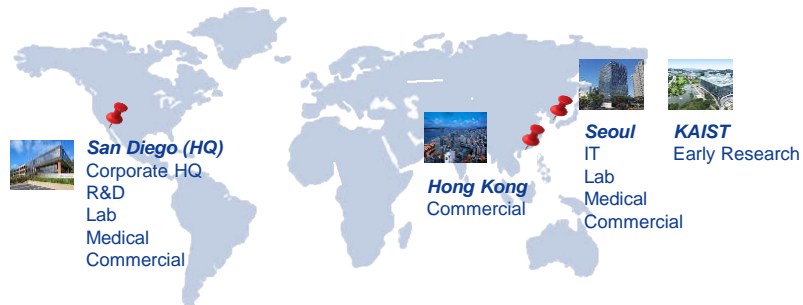 San Diego (HQ)
Corporate HQ
R&D
Lab
Medical
Commercial
Hong Kong
Commercial
Seoul
IT
Lab
Medical
Commercial
KAIST
Early Research